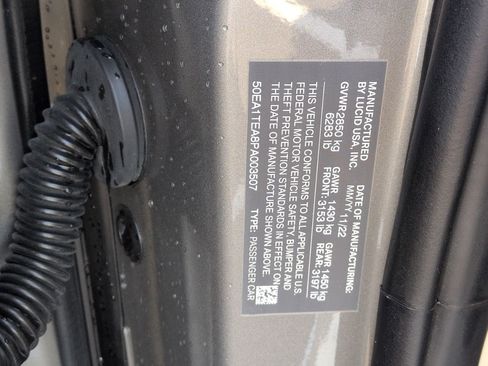 MANUFACTURED
BY LUCID USA, INC.
DATE OF MANUFACTURING:
MM/YY 11/22
GVWR 2850 kg
6283 lb
GAWR 1430 kg
FRONT: 3153 lb
GAWR 1450 kg
REAR: 3197 lb
THIS VEHICLE CONFORMS TO ALL APPLICABLE U.S.
FEDERAL MOTOR VEHICLE SAFETY, BUMPER AND
THEFT PREVENTION STANDARDS IN EFFECT ON
THE DATE OF MANUFACTURE SHOWN ABOVE.
50EA1TEA8PA003507
TYPE: PASSENGER CAR